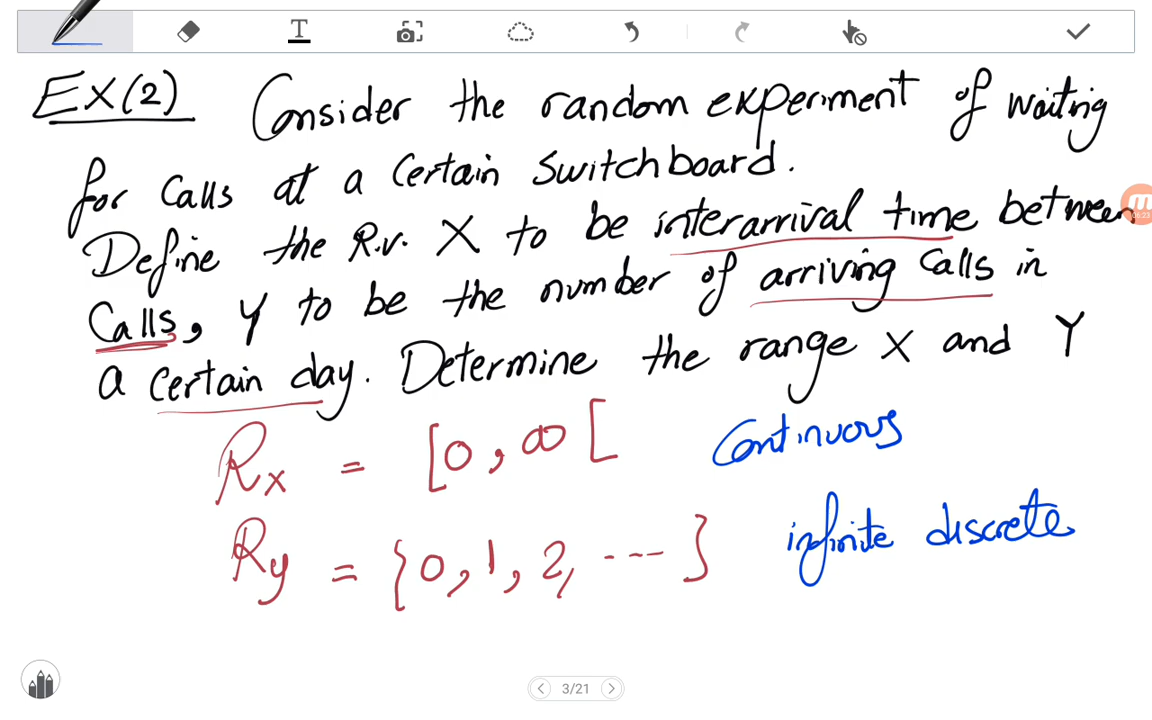 T
EX(2) Consider the random experiment of waiting
for Calls at a Certain Switchboard.
Define the R.v. X to be interarrival time between
Calls, Y to be the number of arriving Calls in
a certain day. Determine the range X and Y
Rx = [0, ∞[ Continuous
Ry = {0, 1, 2, ---} infinite discrete
3/21
06:23